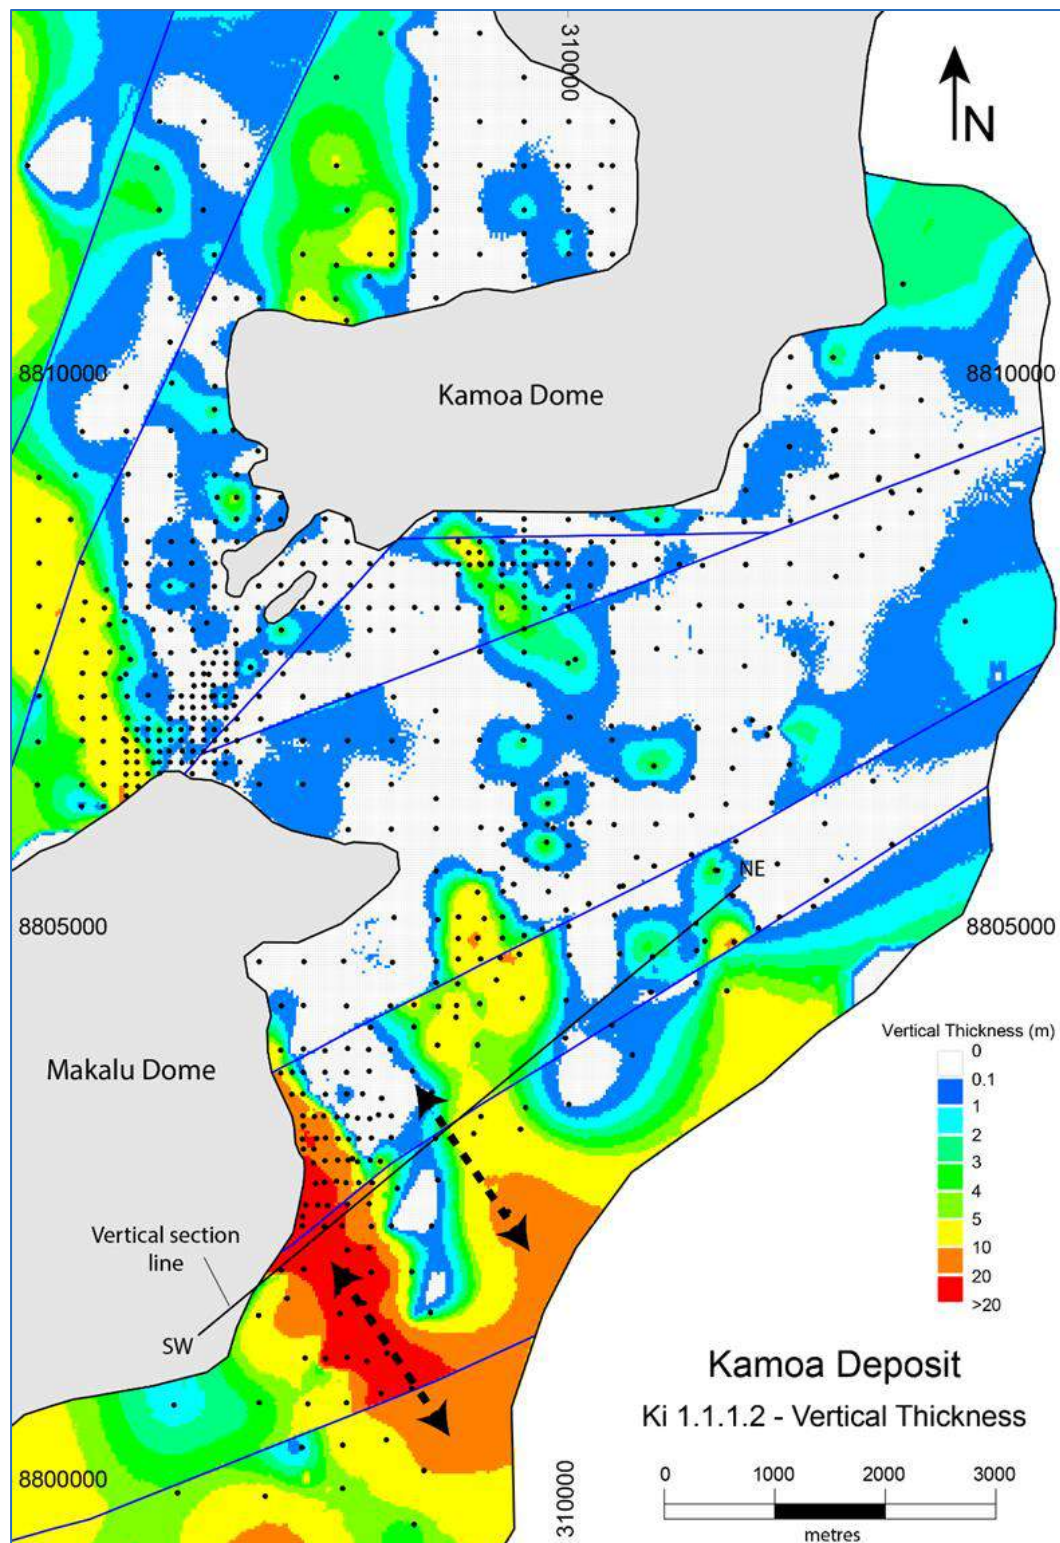 310000
N
8810000
8810000
Kamoa Dome
NE
8805000
8805000
Vertical Thickness (m)
0
0.1
1
2
3
4
5
10
20
>20
Makalu Dome
Vertical section
line
SW
Kamoa Deposit
Ki 1.1.1.2 - Vertical Thickness
8800000
310000
0 1000 2000 3000
metres